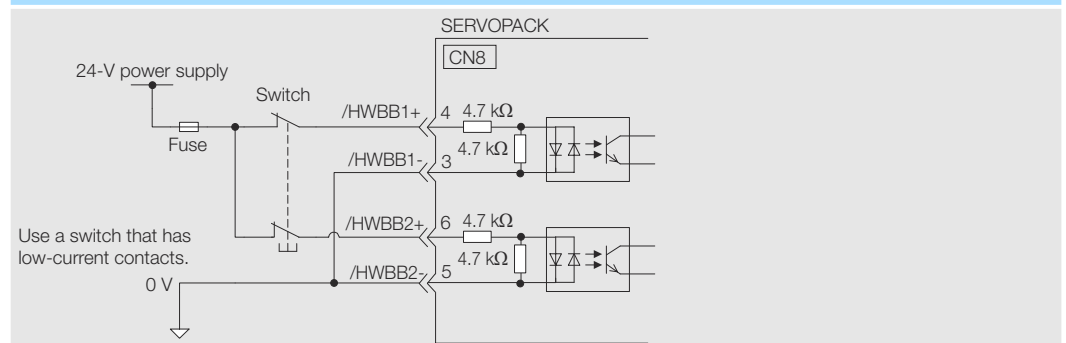 SERVOPACK
CN8
24-V power supply
Switch
Fuse
/HWBB1+ 4 4.7 kΩ
4.7 kΩ
/HWBB1- 3
/HWBB2+ 6 4.7 kΩ
4.7 kΩ
/HWBB2- 5
Use a switch that has
low-current contacts.
0 V